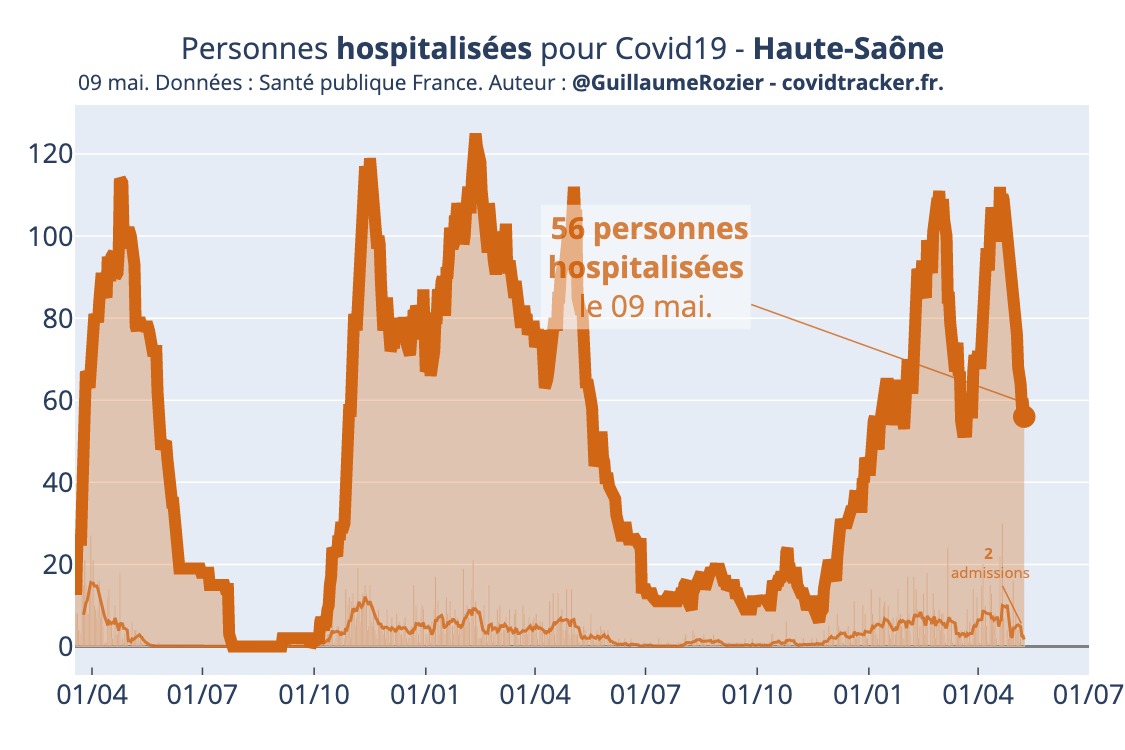 Personnes hospitalisées pour Covid19 - Haute-Saône
09 mai. Données : Santé publique France. Auteur : @GuillaumeRozier - covidtracker.fr.
120
100
80
60
40
20
0
56 personnes
hospitalisées
le 09 mai.
2
admissions
01/04 01/07 01/10 01/01 01/04 01/07 01/10 01/01 01/04 01/07